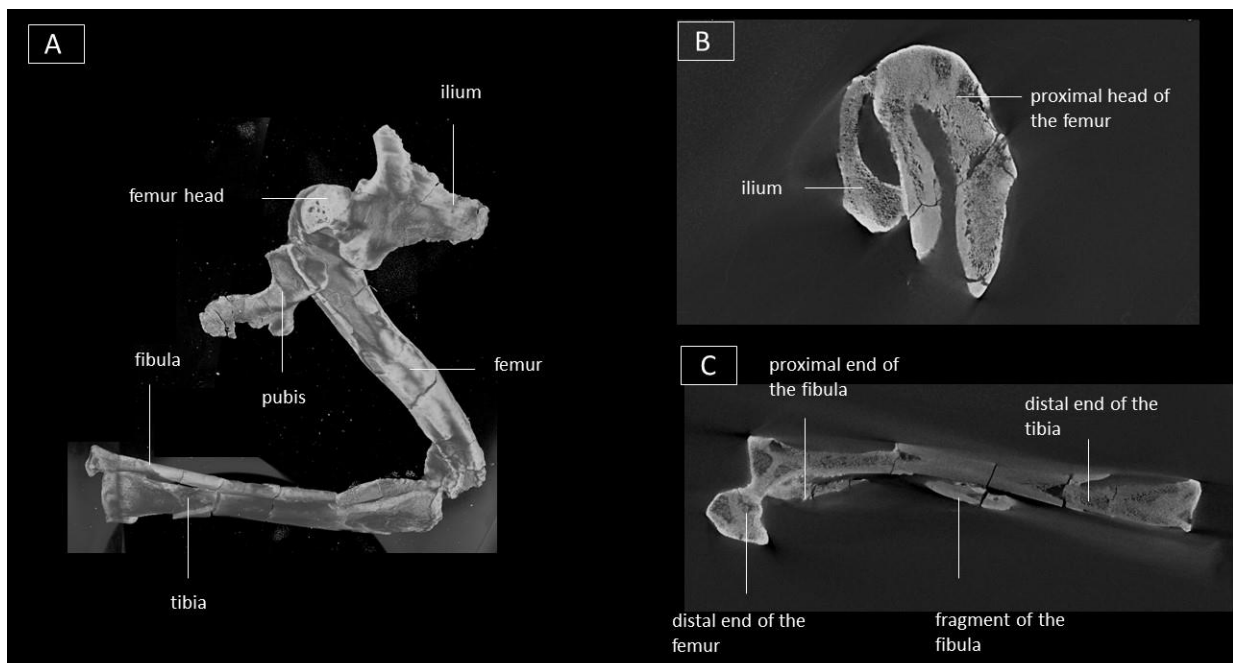 A
ilium
femur head
fibula
pubis
femur
tibia
B
proximal head of
the femur
ilium
C
proximal end of
the fibula
distal end of the
tibia
distal end of the
femur
fragment of the
fibula